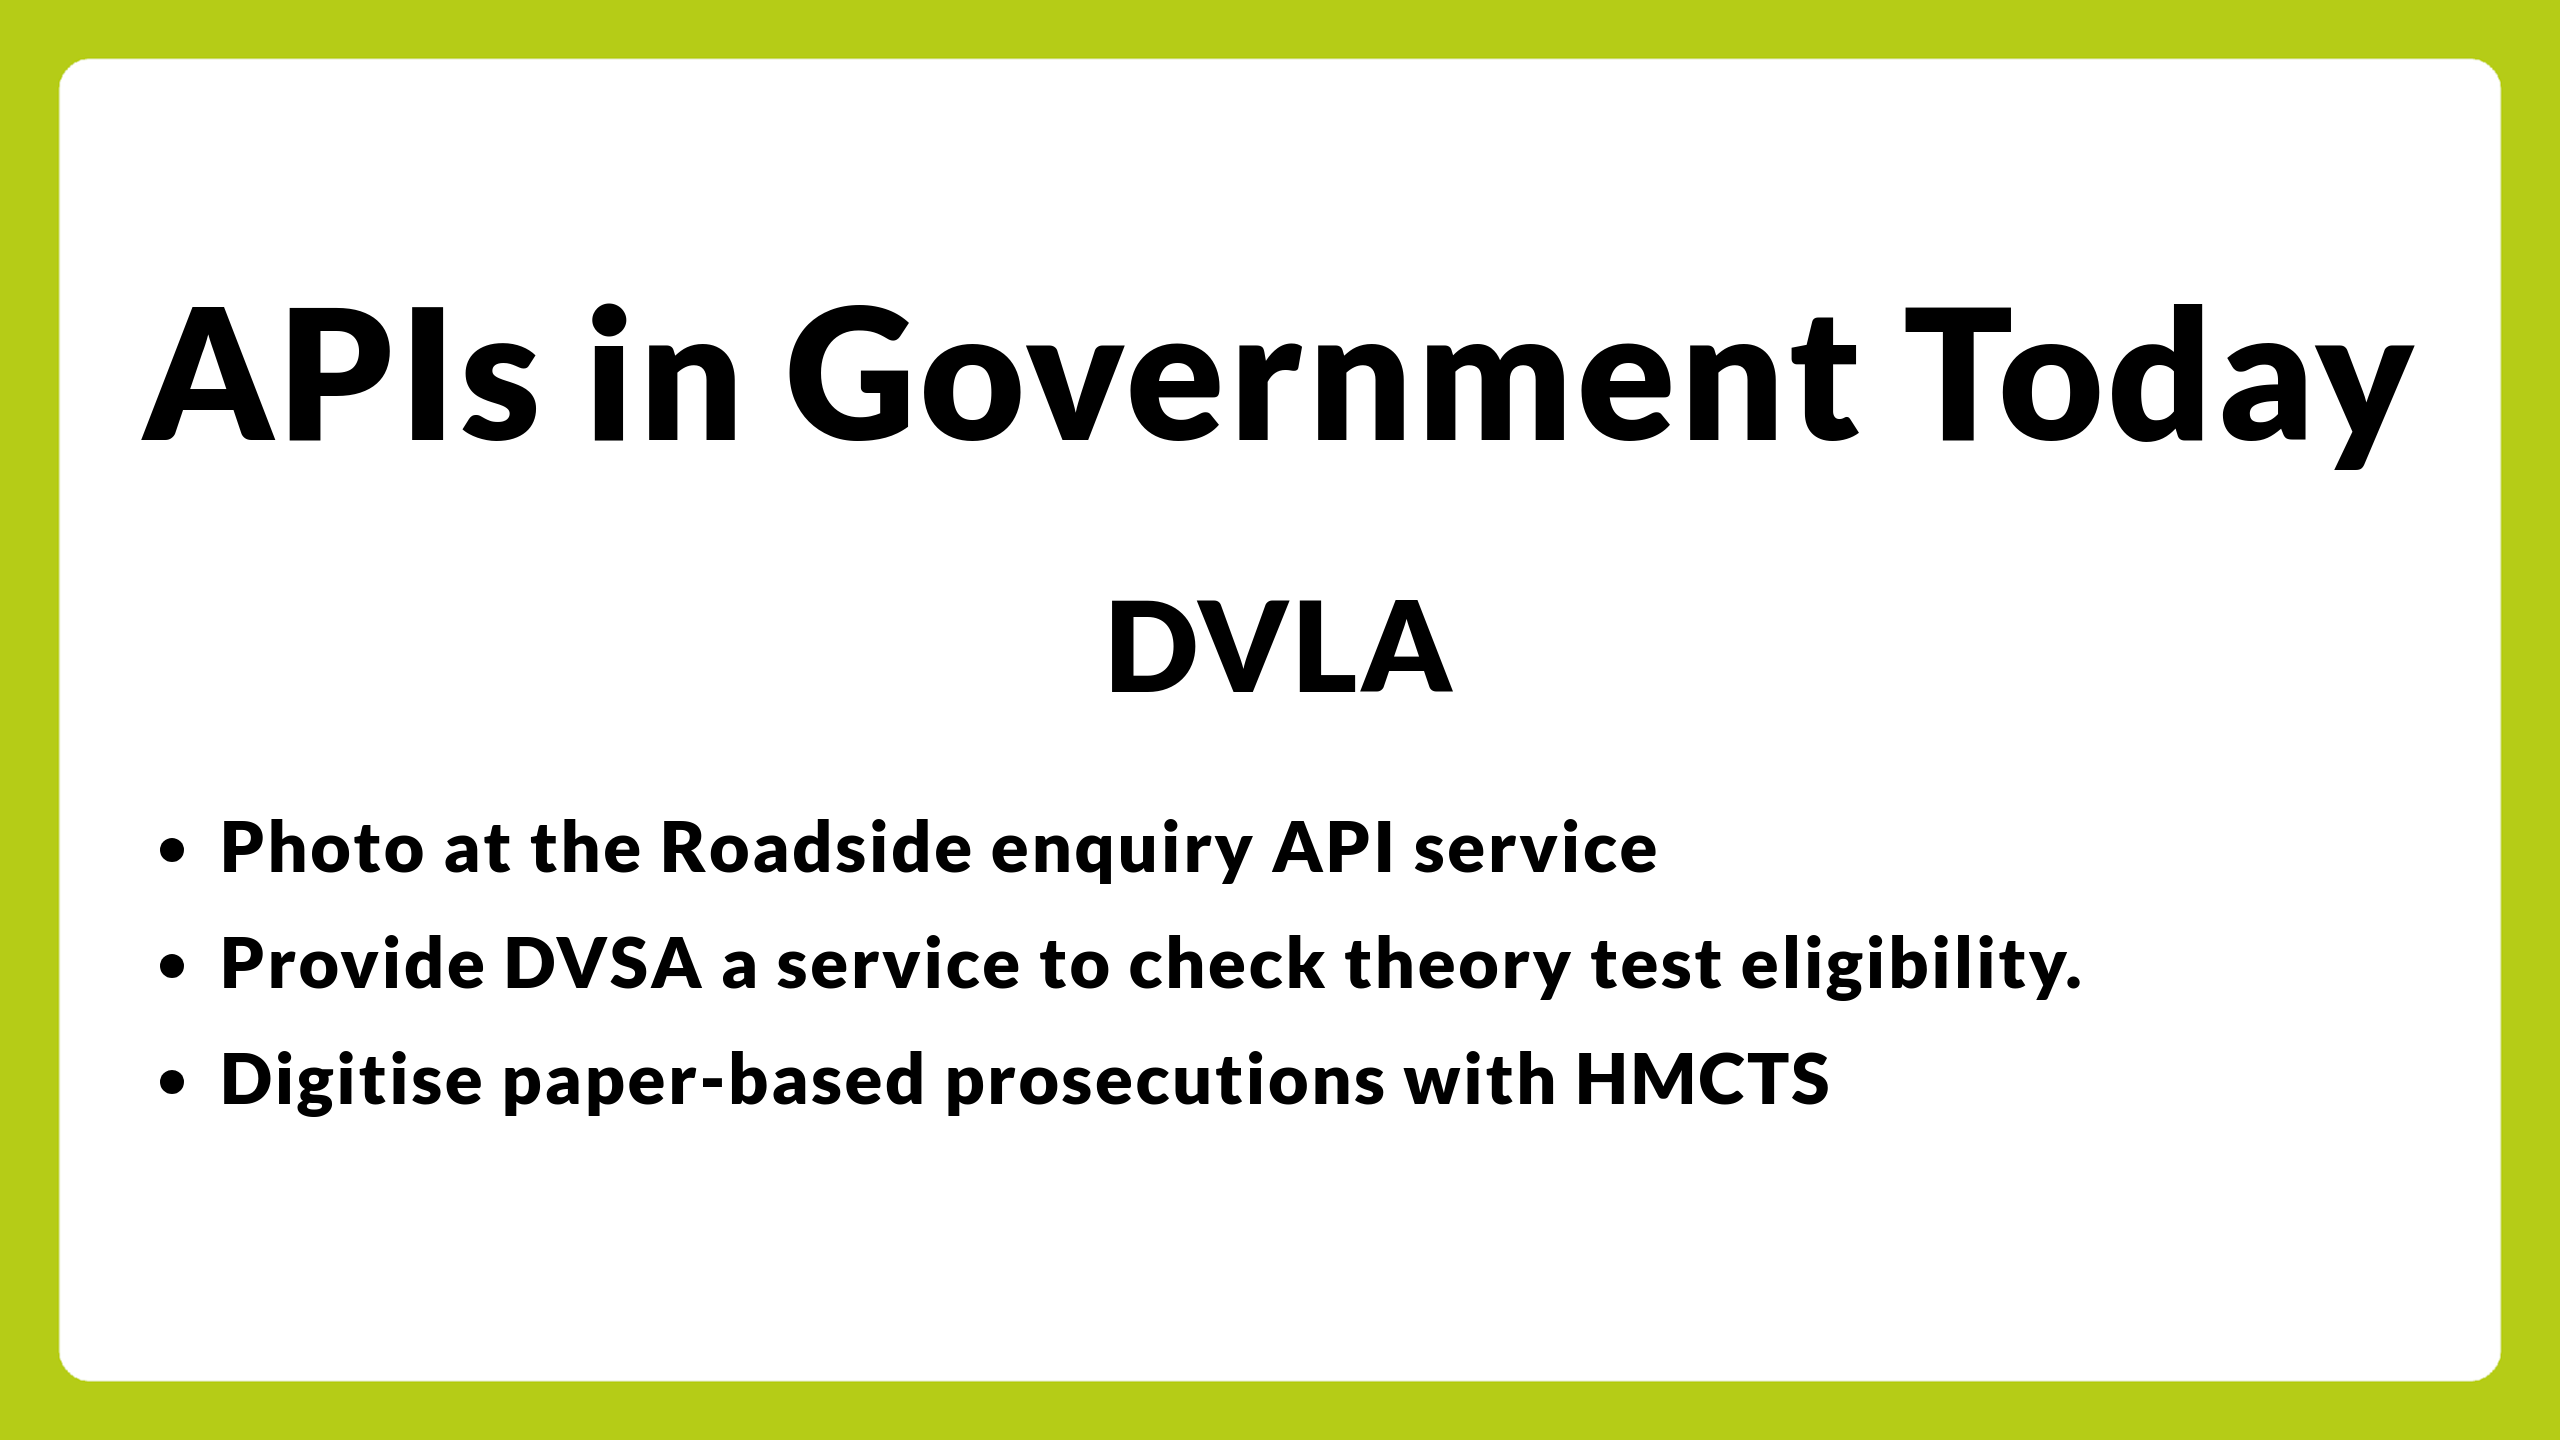 APIs in Government Today
DVLA
• Photo at the Roadside enquiry API service
• Provide DVSA a service to check theory test eligibility.
• Digitise paper-based prosecutions with HMCTS